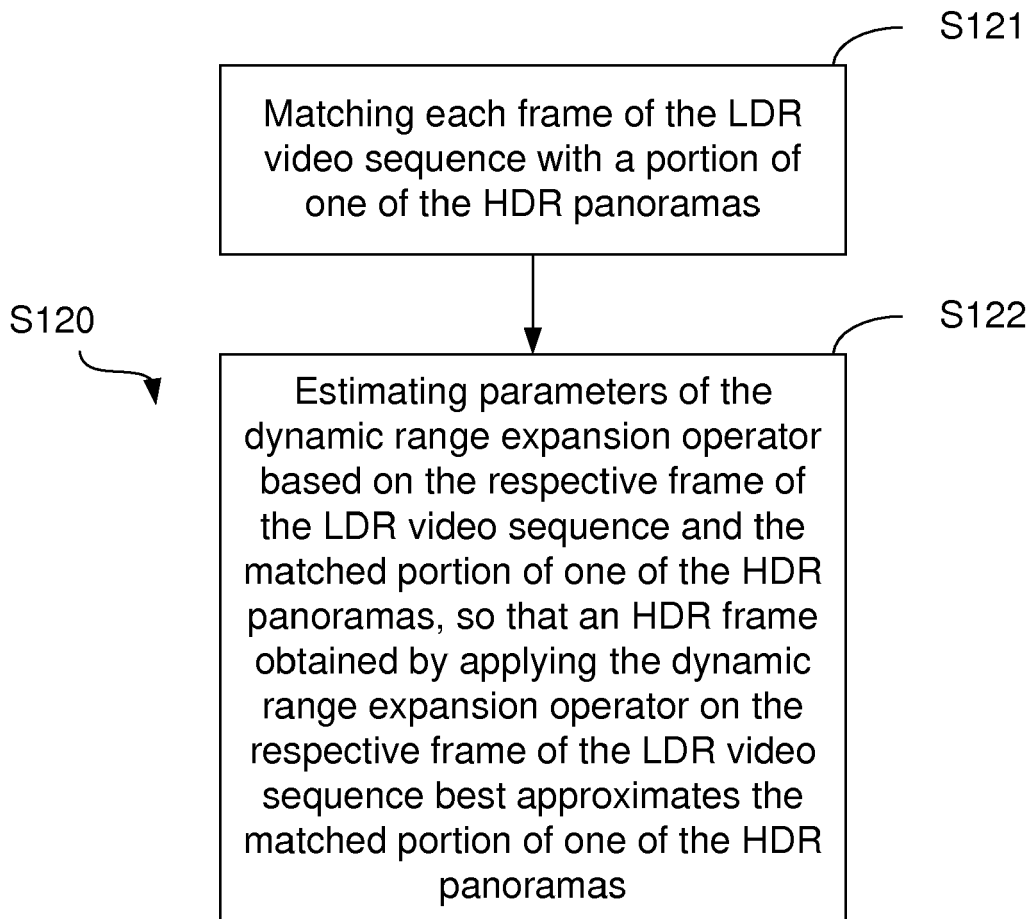 S121
Matching each frame of the LDR
video sequence with a portion of
one of the HDR panoramas
S120
S122
Estimating parameters of the
dynamic range expansion operator
based on the respective frame of
the LDR video sequence and the
matched portion of one of the HDR
panoramas, so that an HDR frame
obtained by applying the dynamic
range expansion operator on the
respective frame of the LDR video
sequence best approximates the
matched portion of one of the HDR
panoramas